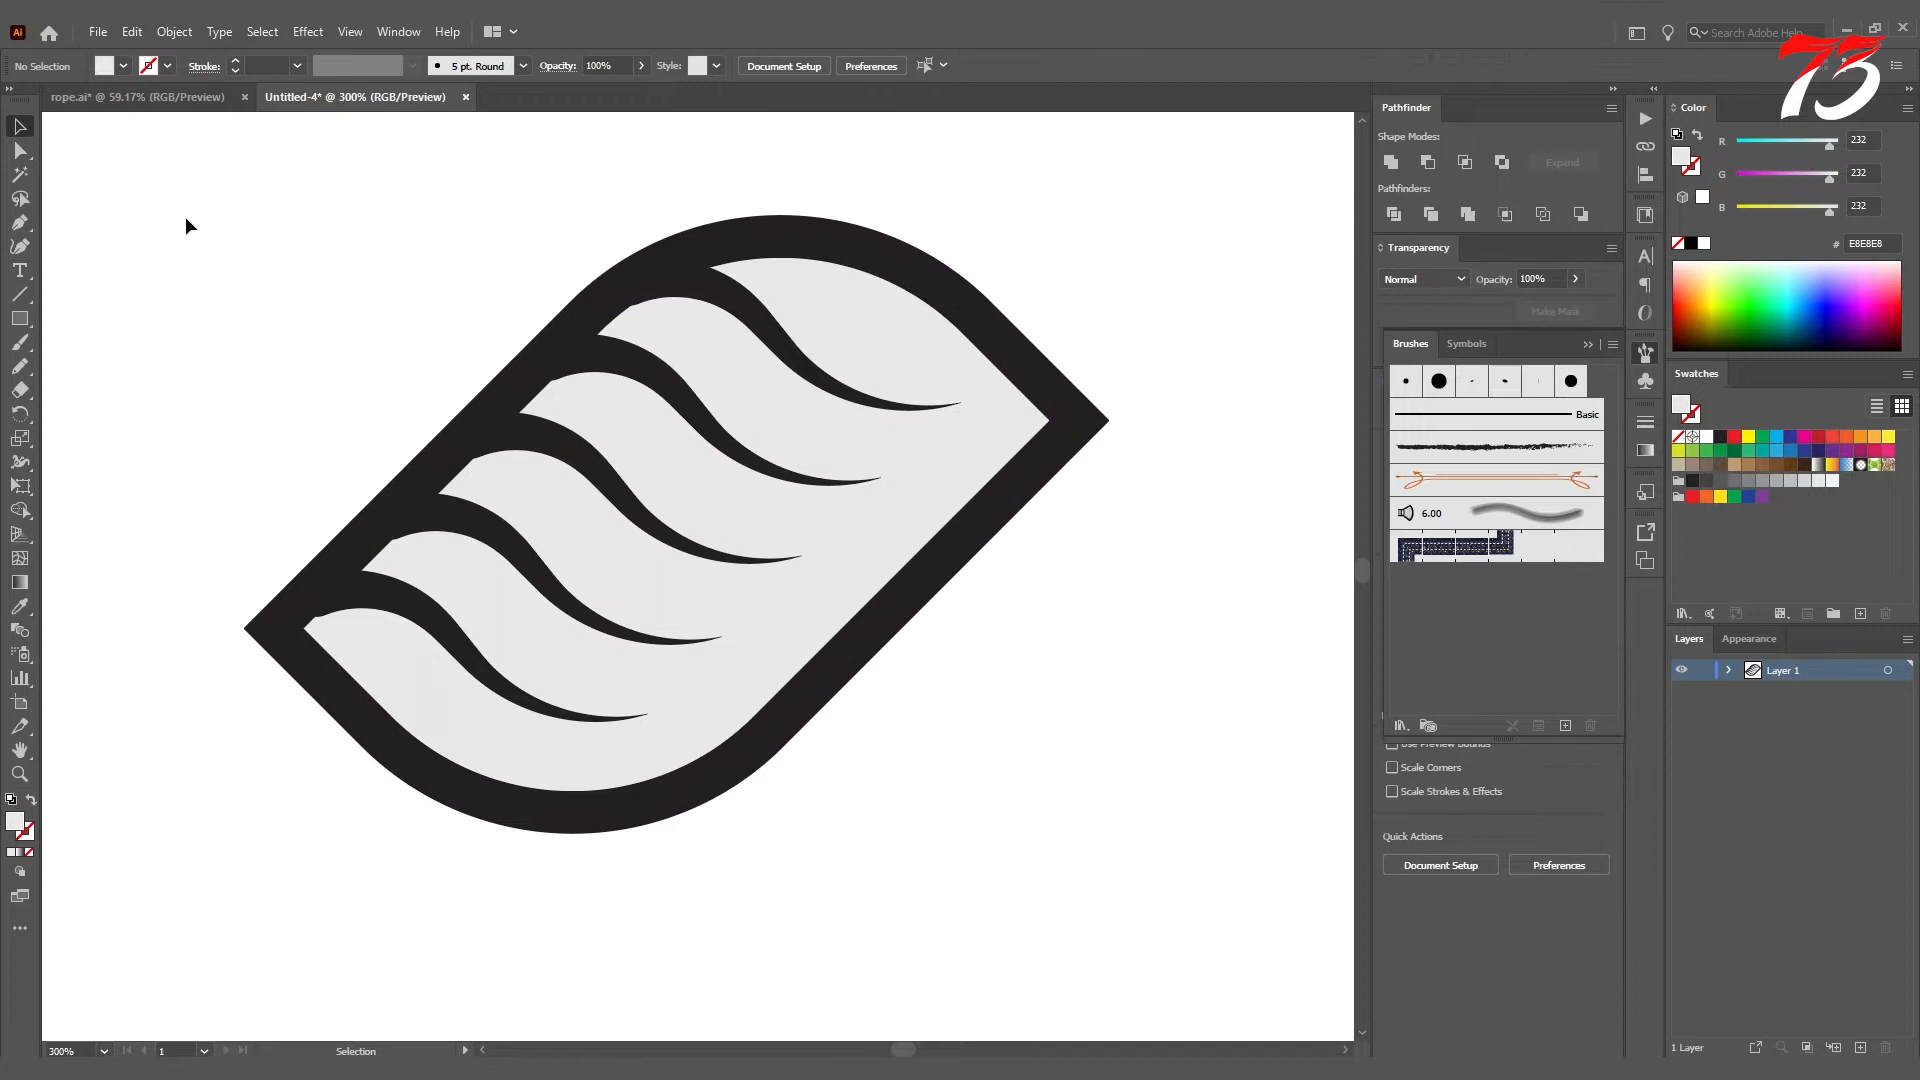 Ai File Edit Object Type Select Effect View Window Help Search Adobe Help
No Selection Stroke: 5 pt. Round Opacity: 100% Style: Document Setup Preferences
rope.ai* @ 59.17% (RGB/Preview) × Untitled-4* @ 300% (RGB/Preview) ×
73
Pathfinder
Shape Modes:
Expand
Pathfinders:
Transparency
Normal Opacity: 100%
Make Mask
Brushes Symbols
Basic
6.00
Use Preview Bounds
Scale Corners
Scale Strokes & Effects
Quick Actions
Document Setup Preferences
Color
R 232
G 232
B 232
# E8E8E8
Swatches
Layers Appearance
Layer 1
1 Layer
300% 1 Selection